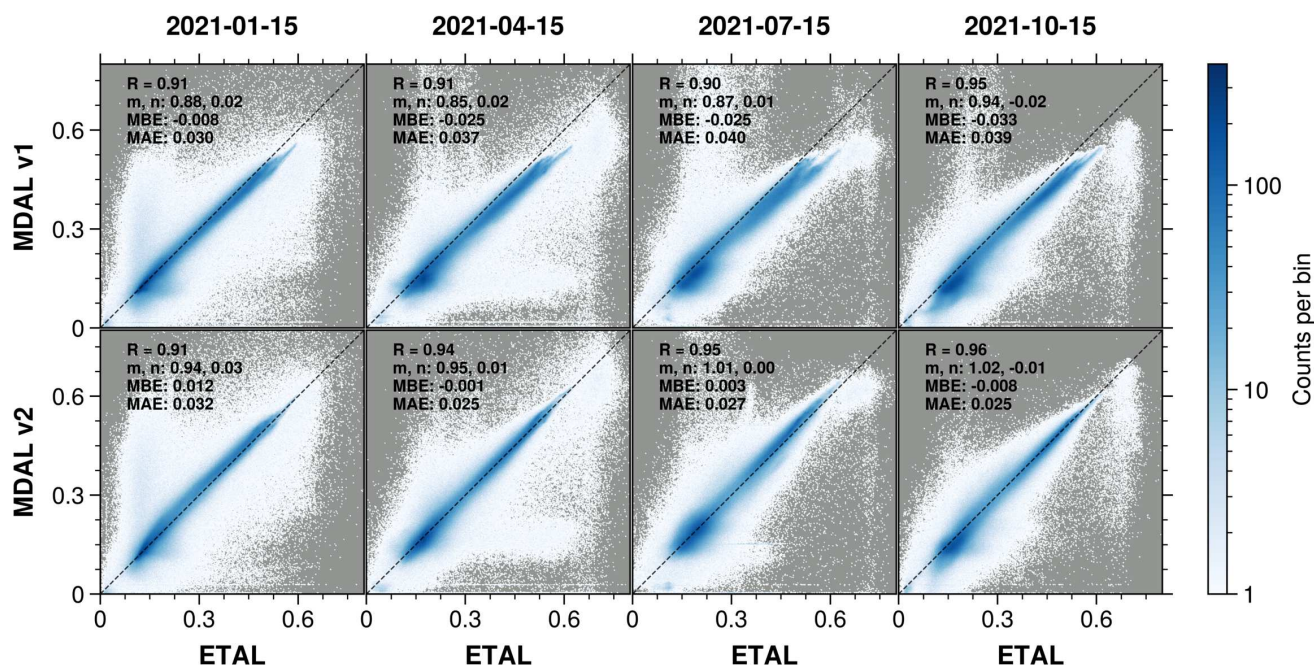 2021-01-15 2021-04-15 2021-07-15 2021-10-15
MDAL v1
0.6
0.3
0
R = 0.91
m, n: 0.88, 0.02
MBE: -0.008
MAE: 0.030
R = 0.91
m, n: 0.85, 0.02
MBE: -0.025
MAE: 0.037
R = 0.90
m, n: 0.87, 0.01
MBE: -0.025
MAE: 0.040
R = 0.95
m, n: 0.94, -0.02
MBE: -0.033
MAE: 0.039
MDAL v2
0.6
0.3
0
R = 0.91
m, n: 0.94, 0.03
MBE: 0.012
MAE: 0.032
R = 0.94
m, n: 0.95, 0.01
MBE: -0.001
MAE: 0.025
R = 0.95
m, n: 1.01, 0.00
MBE: 0.003
MAE: 0.027
R = 0.96
m, n: 1.02, -0.01
MBE: -0.008
MAE: 0.025
0 0.3 0.6 0 0.3 0.6 0 0.3 0.6 0 0.3 0.6
ETAL ETAL ETAL ETAL
100
10
1
Counts per bin